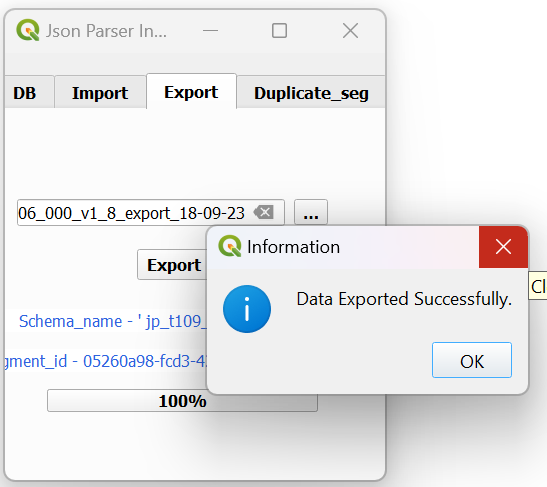 Json Parser In...
DB Import Export Duplicate_seg
06_000_v1_8_export_18-09-23 ...
Information
Export
Data Exported Successfully.
Cl
Schema_name - ' jp_t109_
gment_id - 05260a98-fcd3-4
OK
100%